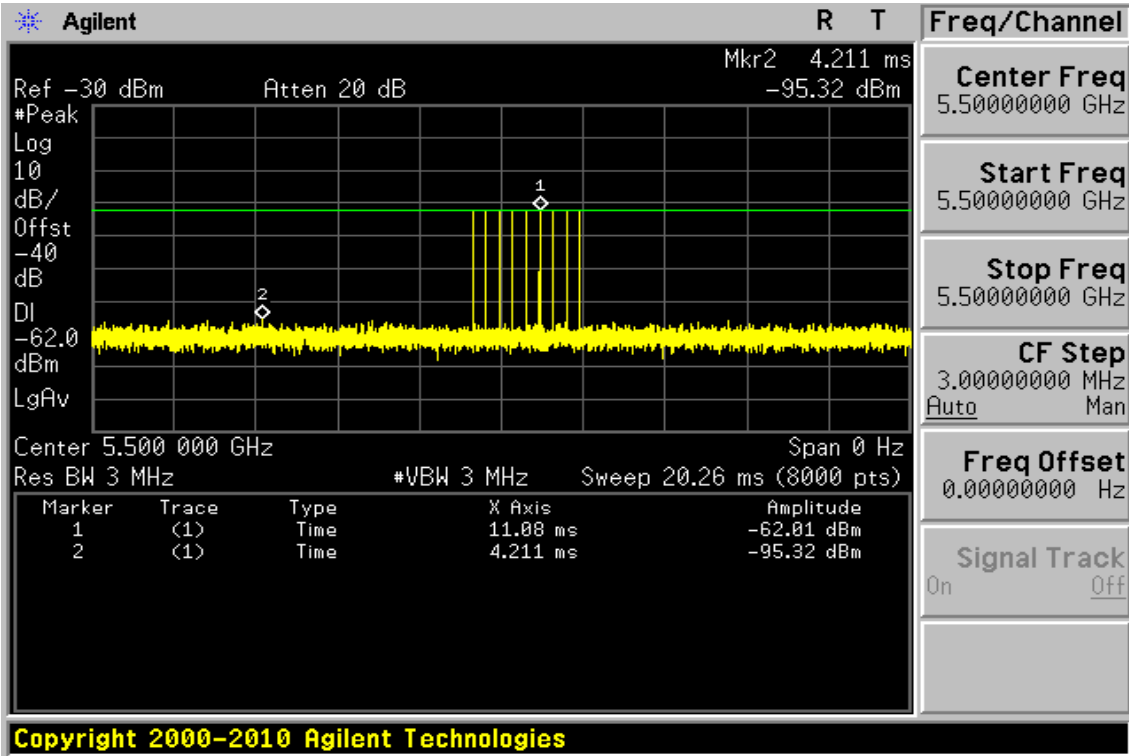 Agilent R T
Mkr2 4.211 ms
Ref -30 dBm Atten 20 dB -95.32 dBm
#Peak
Log
10
dB/
Offst
-40
dB
DI
-62.0
dBm
LgAv
1
2
Center 5.500 000 GHz Span 0 Hz
Res BW 3 MHz #VBW 3 MHz Sweep 20.26 ms (8000 pts)
Marker Trace Type X Axis Amplitude
1 (1) Time 11.08 ms -62.01 dBm
2 (1) Time 4.211 ms -95.32 dBm
Freq/Channel
Center Freq
5.50000000 GHz
Start Freq
5.50000000 GHz
Stop Freq
5.50000000 GHz
CF Step
3.00000000 MHz
Auto Man
Freq Offset
0.00000000 Hz
Signal Track
On Off
Copyright 2000-2010 Agilent Technologies